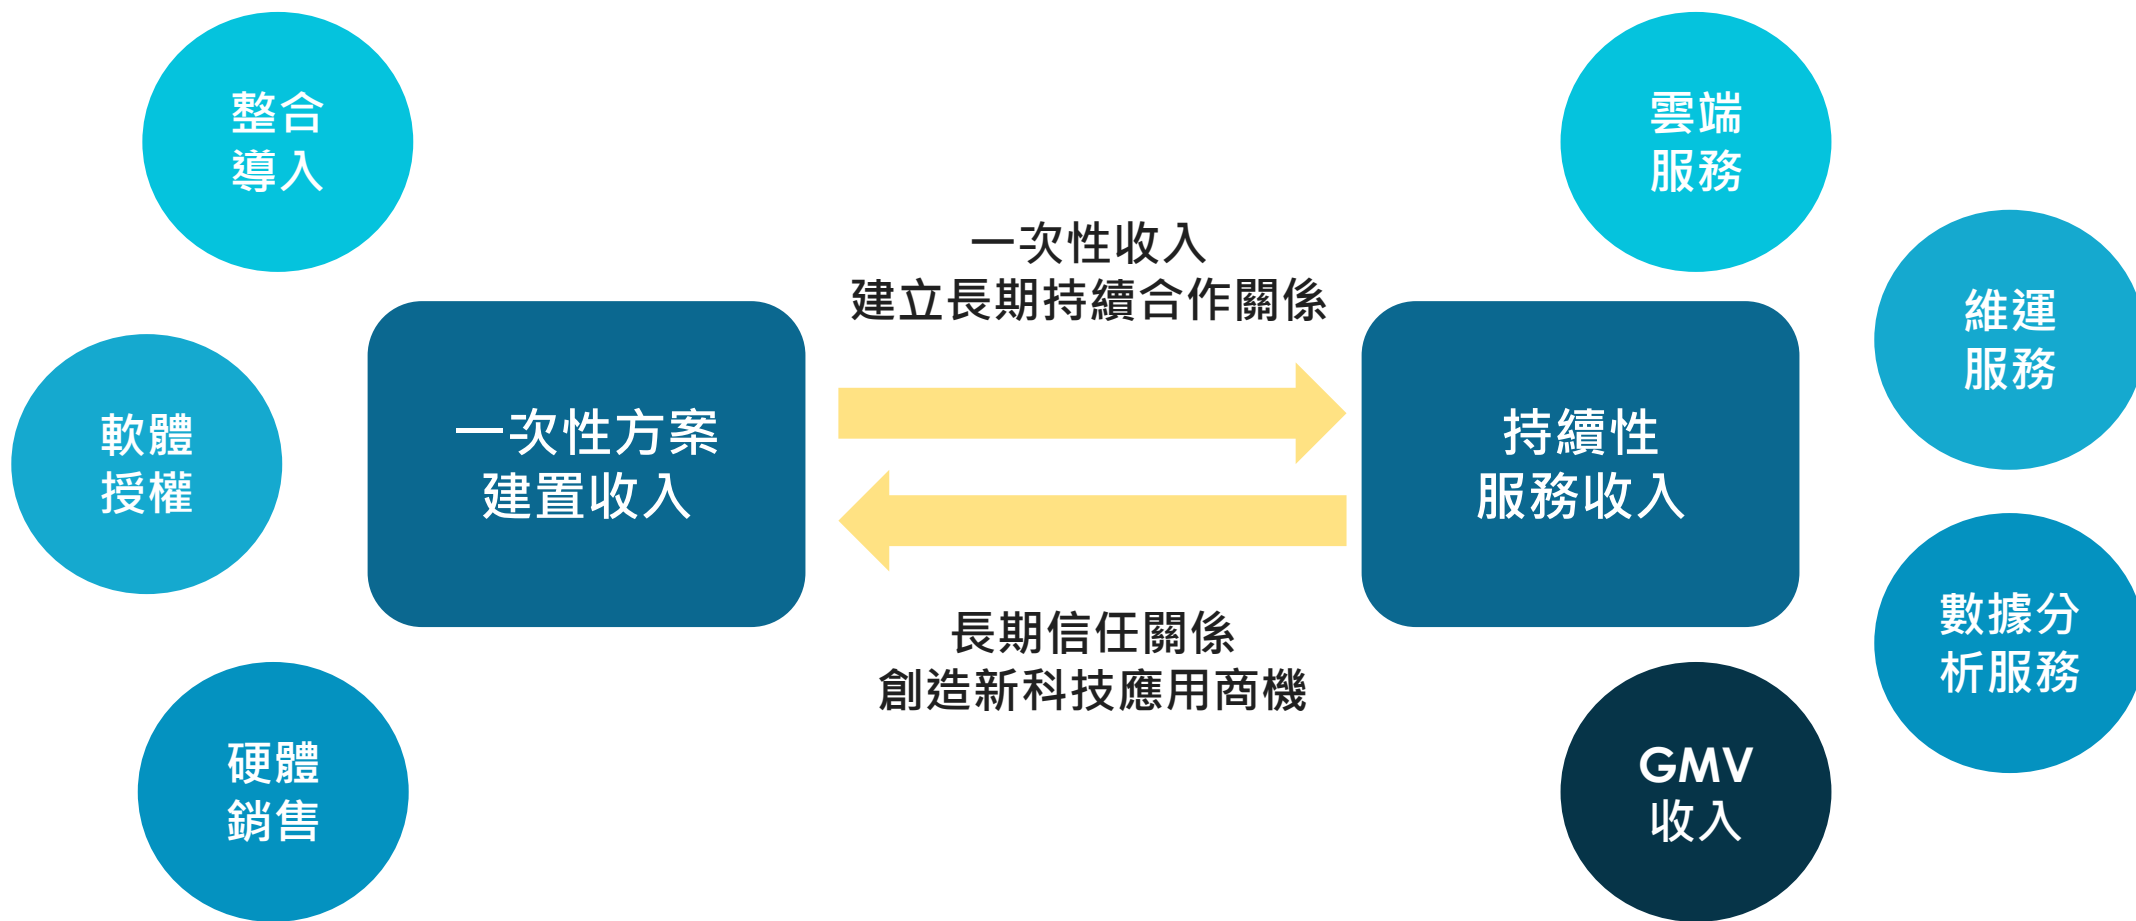 整合
導入
軟體
授權
硬體
銷售
一次性方案
建置收入
一次性收入
建立長期持續合作關係
長期信任關係
創造新科技應用商機
持續性
服務收入
雲端
服務
維運
服務
數據分
析服務
GMV
收入